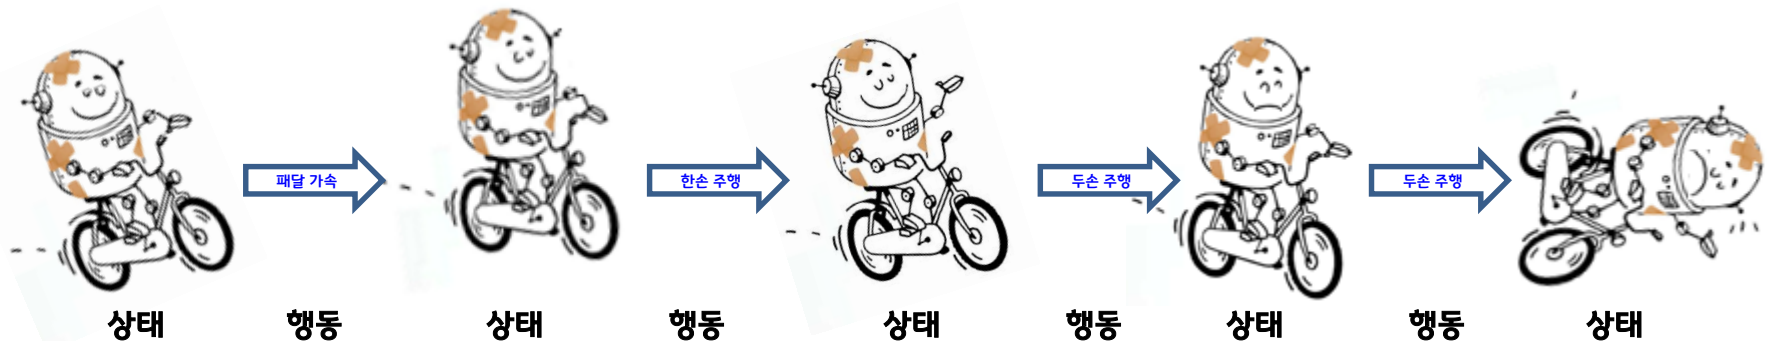 패달 가속
한손 주행
두손 주행
두손 주행
상태 행동 상태 행동 상태 행동 상태 행동 상태